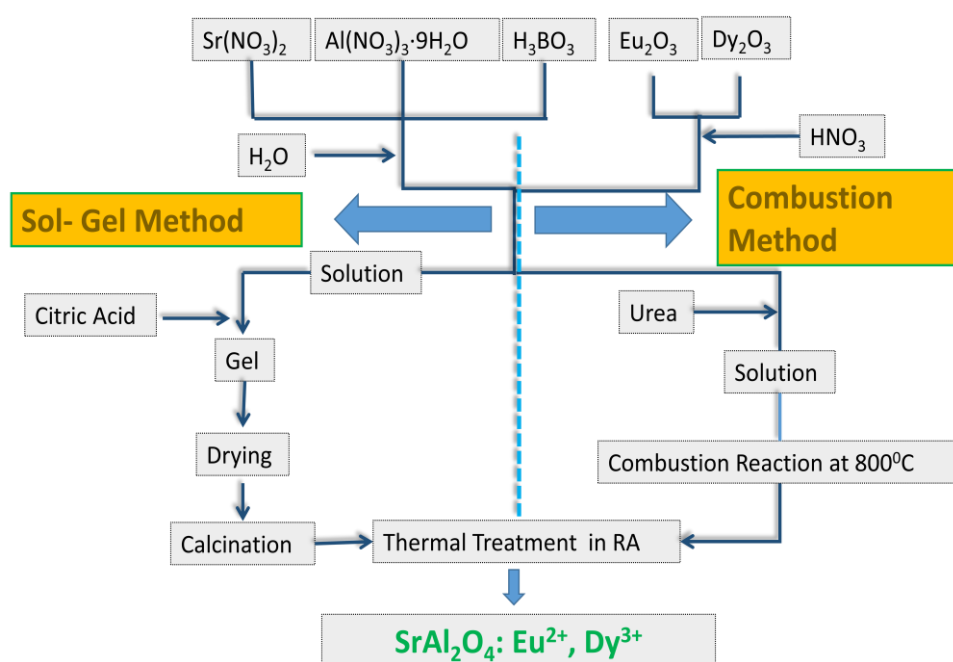 Sr(NO₃)₂
Al(NO₃)₃·9H₂O
H₃BO₃
Eu₂O₃
Dy₂O₃
H₂O
HNO₃
Sol- Gel Method
Combustion
Method
Solution
Citric Acid
Urea
Gel
Solution
Drying
Combustion Reaction at 800⁰C
Calcination
Thermal Treatment in RA
SrAl₂O₄: Eu²⁺, Dy³⁺